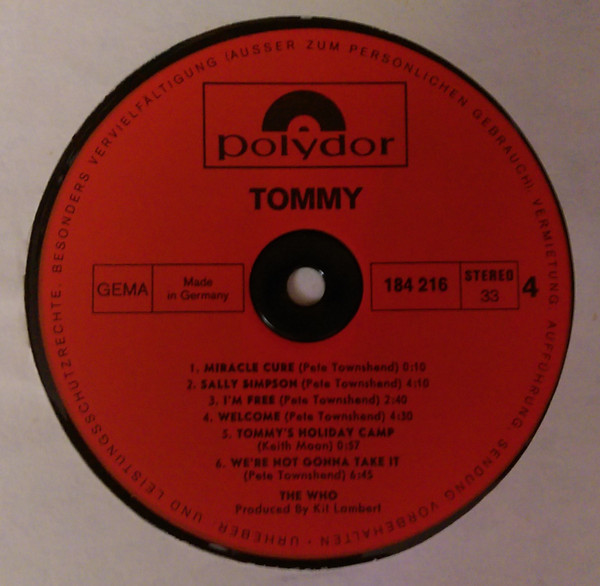 URHEBER- UND LEISTUNGSSCHUTZRECHTE, BESONDERS VERVIELFÄLTIGUNG (AUSSER ZUM PERSÖNLICHEN GEBRAUCH), VERMIETUNG AUFFÜHRUNG SENDUNG VORBEHALTEN •
polydor
TOMMY
GEMA
Made
in Germany
184 216
STEREO
33
4
1. MIRACLE CURE (Pete Townshend) 0:10
2. SALLY SIMPSON (Pete Townshend) 4:10
3. I'M FREE (Pete Townshend) 2:40
4. WELCOME (Pete Townshend) 4:30
5. TOMMY'S HOLIDAY CAMP
(Keith Moon) 0:57
6. WE'RE NOT GONNA TAKE IT
(Pete Townshend) 6:45
THE WHO
Produced By Kit Lambert